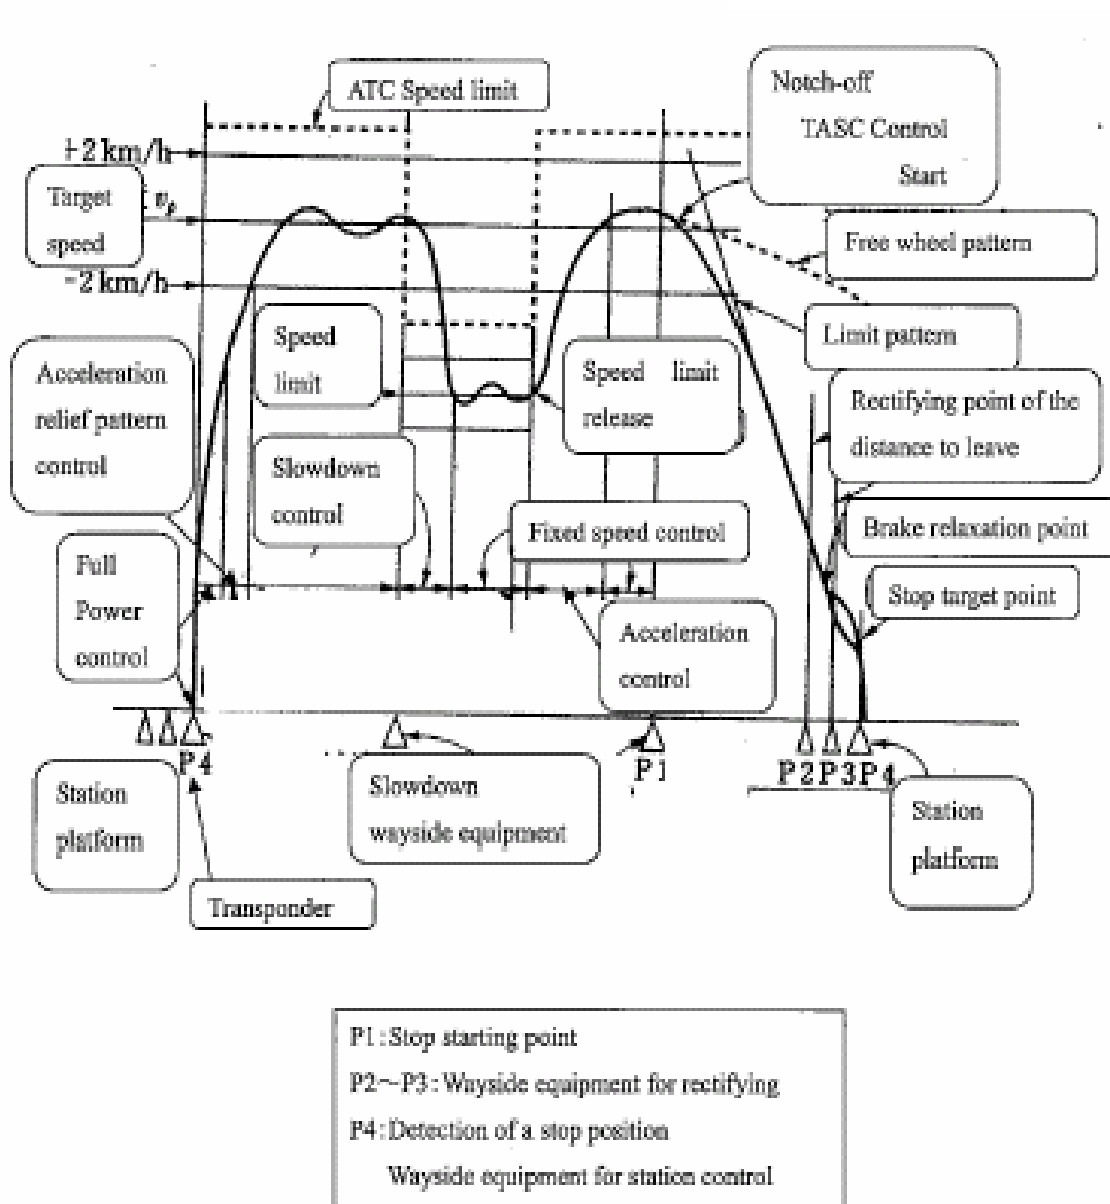 ATC Speed limit
Notch-off
TASC Control
Start
+2 km/h
Target
speed
Free wheel pattern
-2 km/h
Limit pattern
Speed
limit
Speed limit
release
Acceleration
relief pattern
control
Rectifying point of the
distance to leave
Slowdown
control
Fixed speed control
Brake relaxation point
Full
Power
control
Stop target point
Acceleration
control
P4
P1
P2 P3 P4
Station
platform
Slowdown
wayside equipment
Station
platform
Transponder
P1:Stop starting point
P2~P3:Wayside equipment for rectifying
P4:Detection of a stop position
Wayside equipment for station control